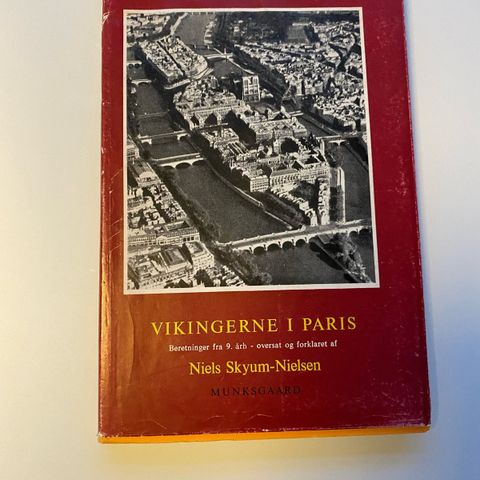 VIKINGERNE I PARIS
Beretninger fra 9. årh - oversat og forklaret af
Niels Skyum-Nielsen
MUNKSGAARD